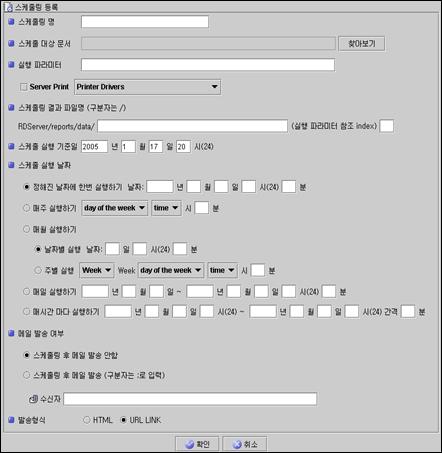 스케줄링 등록
스케줄링 명
스케줄 대상 문서 찾아보기
실행 파라미터
Server Print Printer Drivers
스케줄링 결과 파일명 (구분자는 /)
RDServer/reports/data/ (실행 파라미터 참조 index)
스케줄 실행 기준일 2005 년 1 월 17 일 20 시(24)
스케줄 실행 날짜
정해진 날짜에 한번 실행하기 날짜: 년 월 일 시(24) 분
매주 실행하기 day of the week time 시 분
매월 실행하기
날짜별 실행 날짜: 일 시(24) 분
주별 실행 Week Week day of the week time 시 분
매일 실행하기 년 월 일 ~ 년 월 일 시(24) 분
매시간 마다 실행하기 년 월 일 시(24) ~ 년 월 일 시(24) 간격 분
메일 발송 여부
스케줄링 후 메일 발송 안함
스케줄링 후 메일 발송 (구분자는 :로 입력)
수신자
발송형식 HTML URL LINK
확인 취소